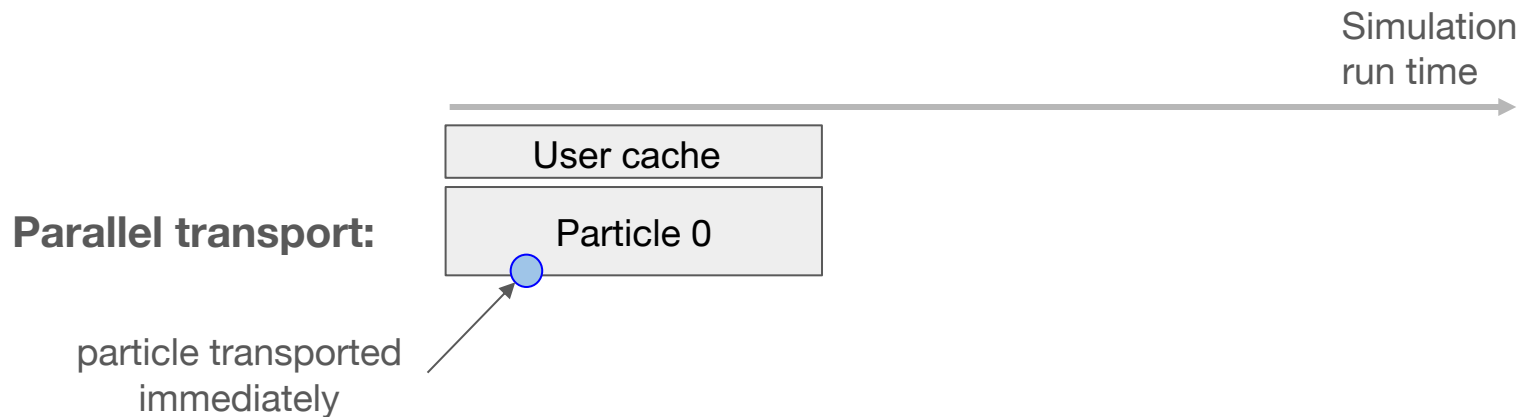 Simulation
run time
User cache
Parallel transport:
Particle 0
particle transported
immediately